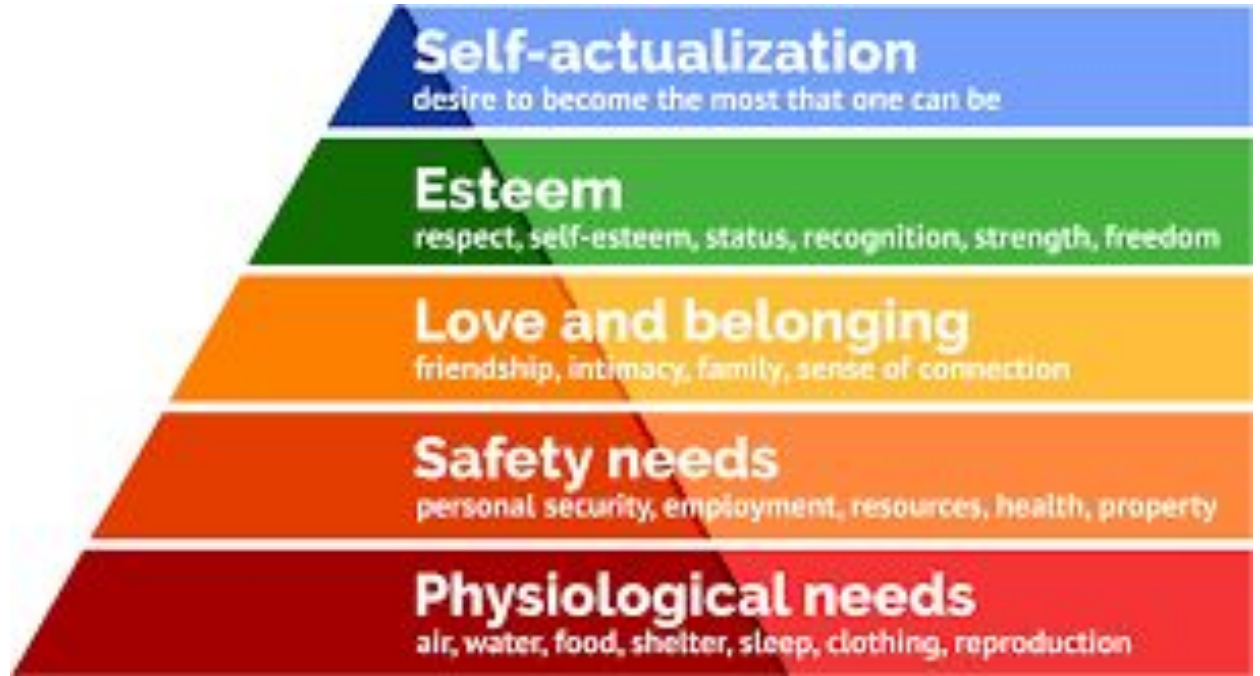 Self-actualization
desire to become the most that one can be
Esteem
respect, self-esteem, status, recognition, strength, freedom
Love and belonging
friendship, intimacy, family, sense of connection
Safety needs
personal security, employment, resources, health, property
Physiological needs
air, water, food, shelter, sleep, clothing, reproduction